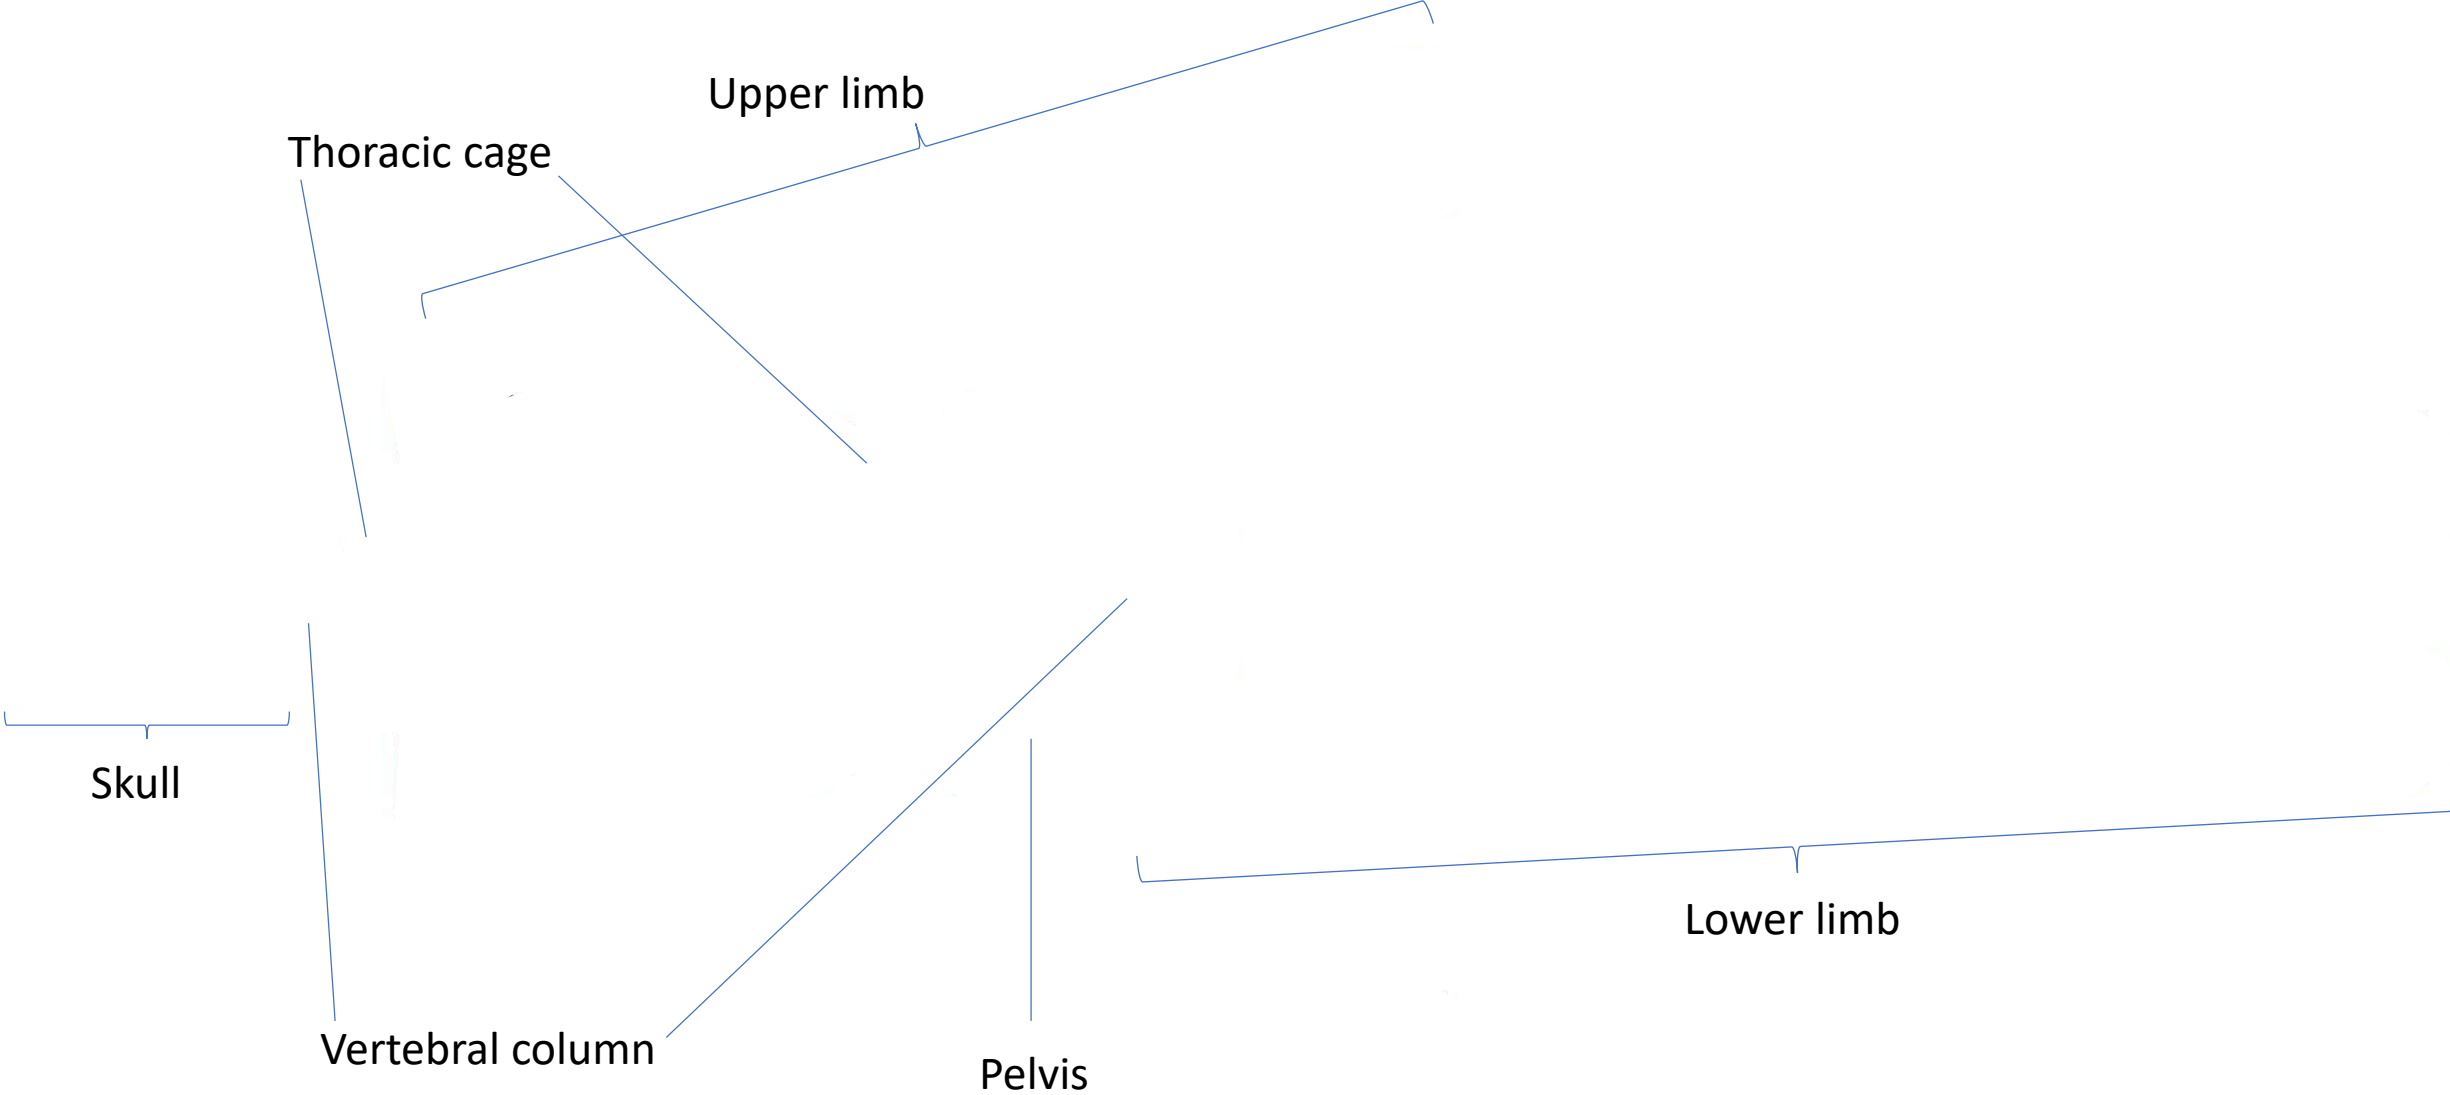 Upper limb
Thoracic cage
Skull
Lower limb
Vertebral column
Pelvis